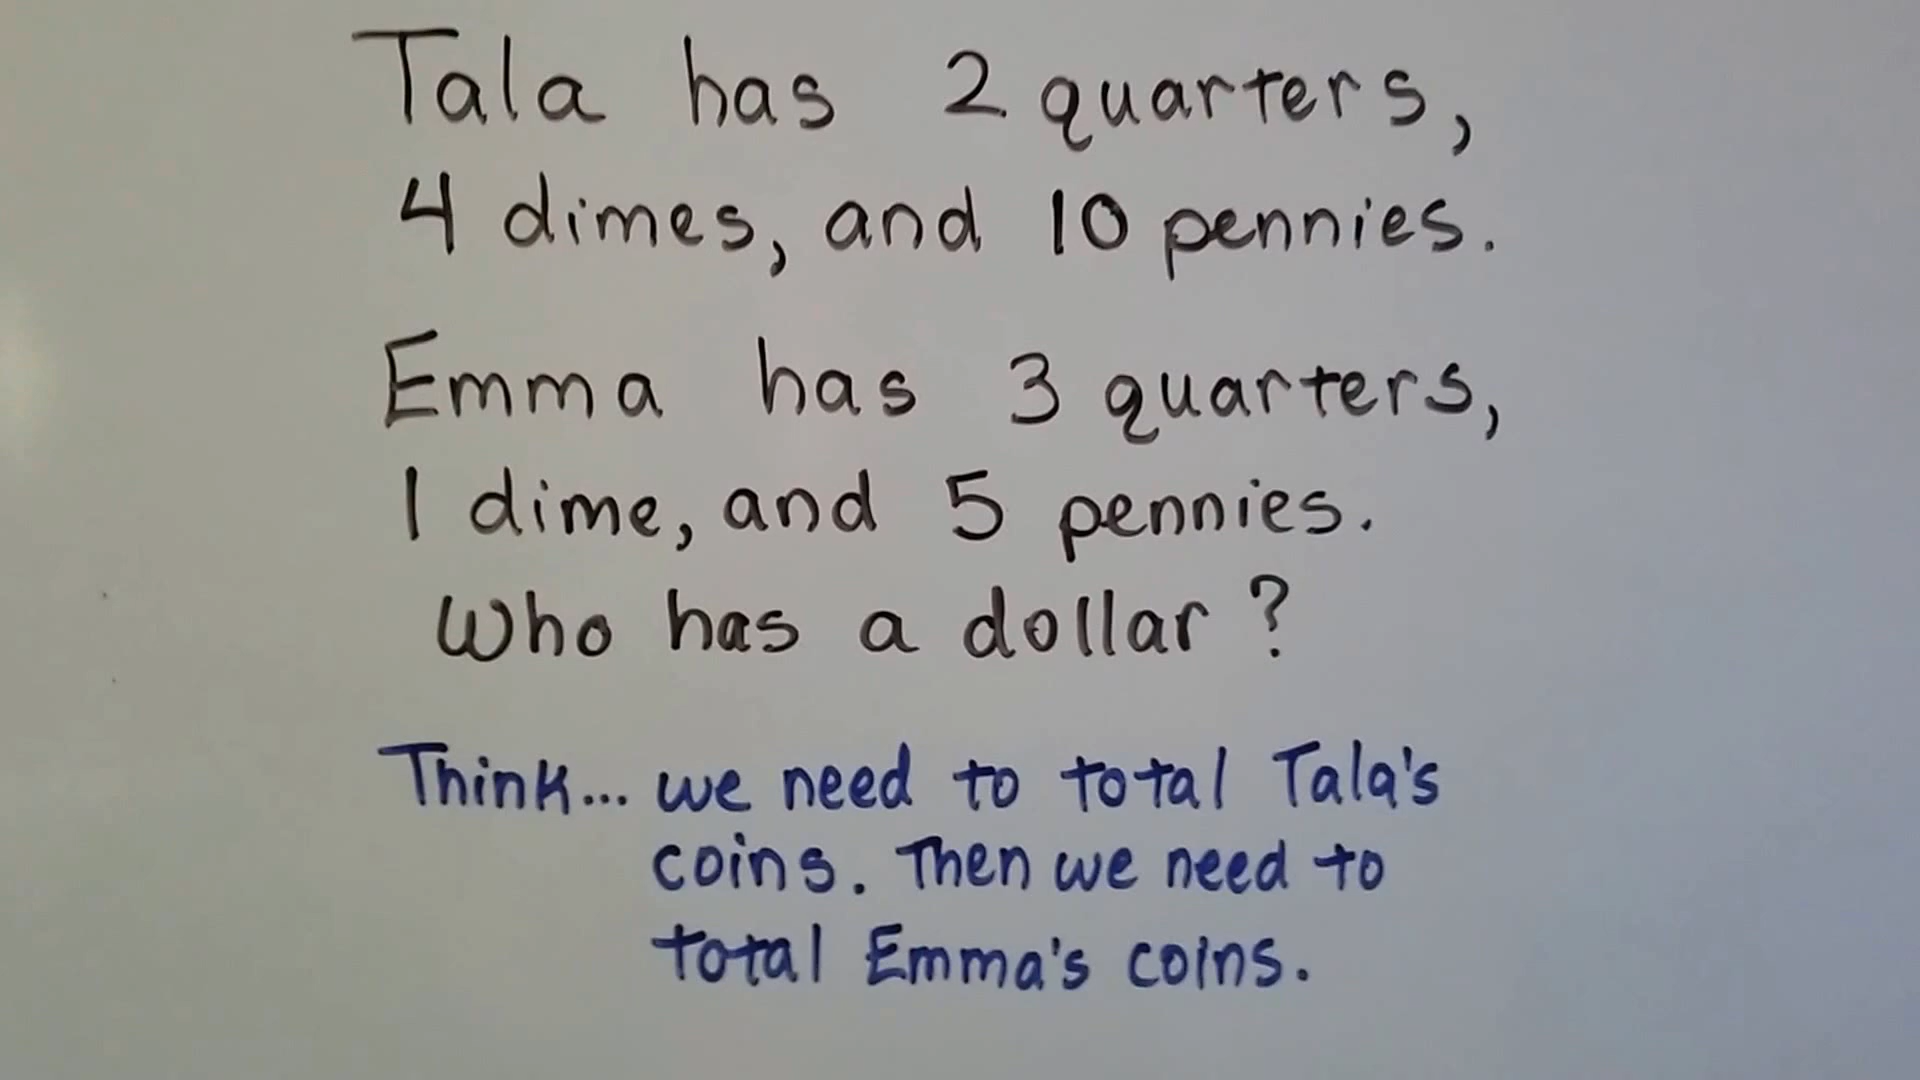 Tala has 2 quarters,
4 dimes, and 10 pennies.
Emma has 3 quarters,
1 dime, and 5 pennies.
Who has a dollar?
Think... we need to total Tala's
coins. Then we need to
total Emma's coins.